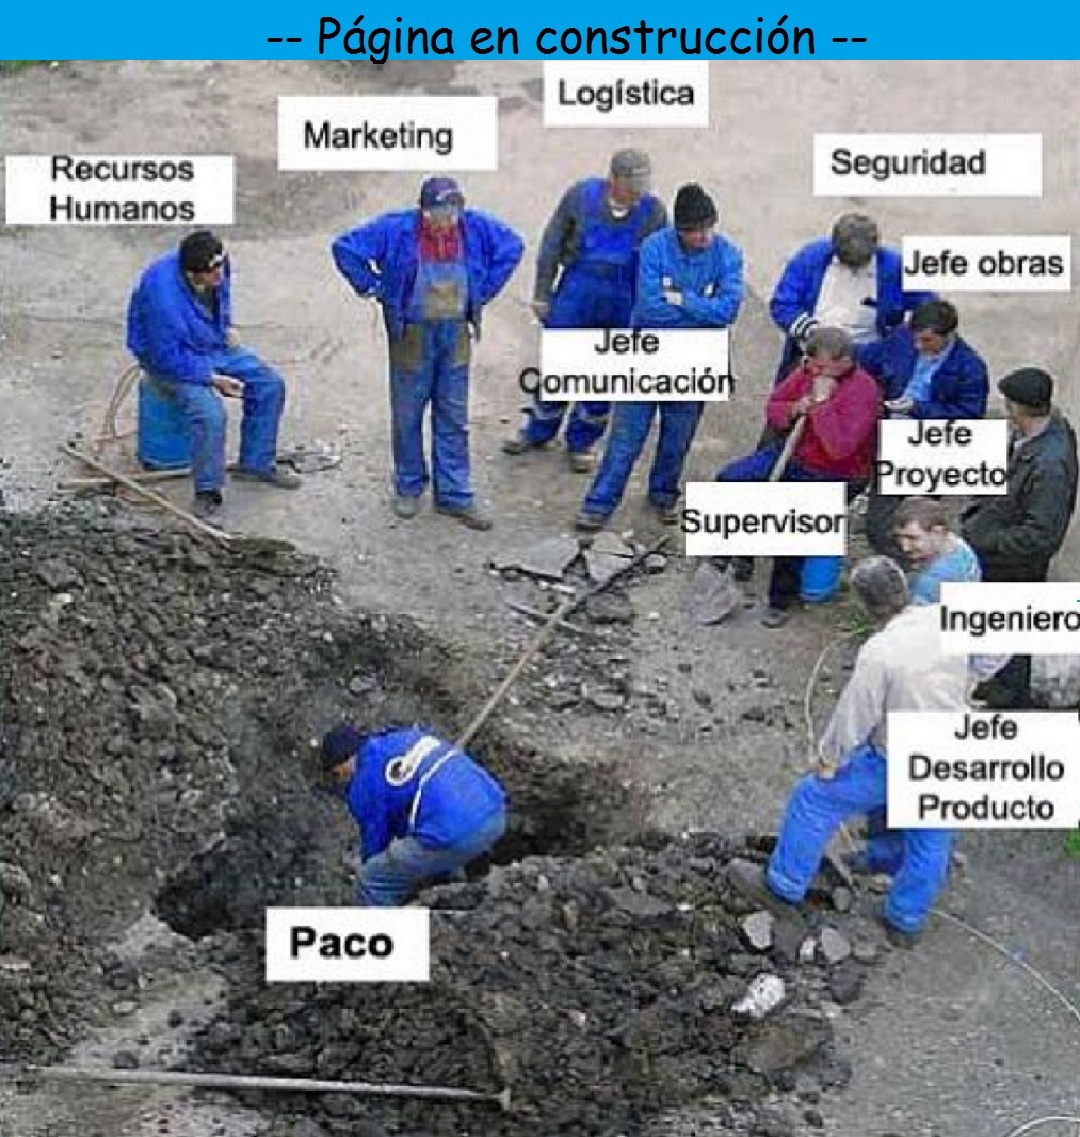 -- Página en construcción --
Logística
Marketing
Seguridad
Recursos
Humanos
Jefe obras
Jefe
Comunicación
Jefe
Proyecto
Supervisor
Ingeniero
Jefe
Desarrollo
Producto
Paco